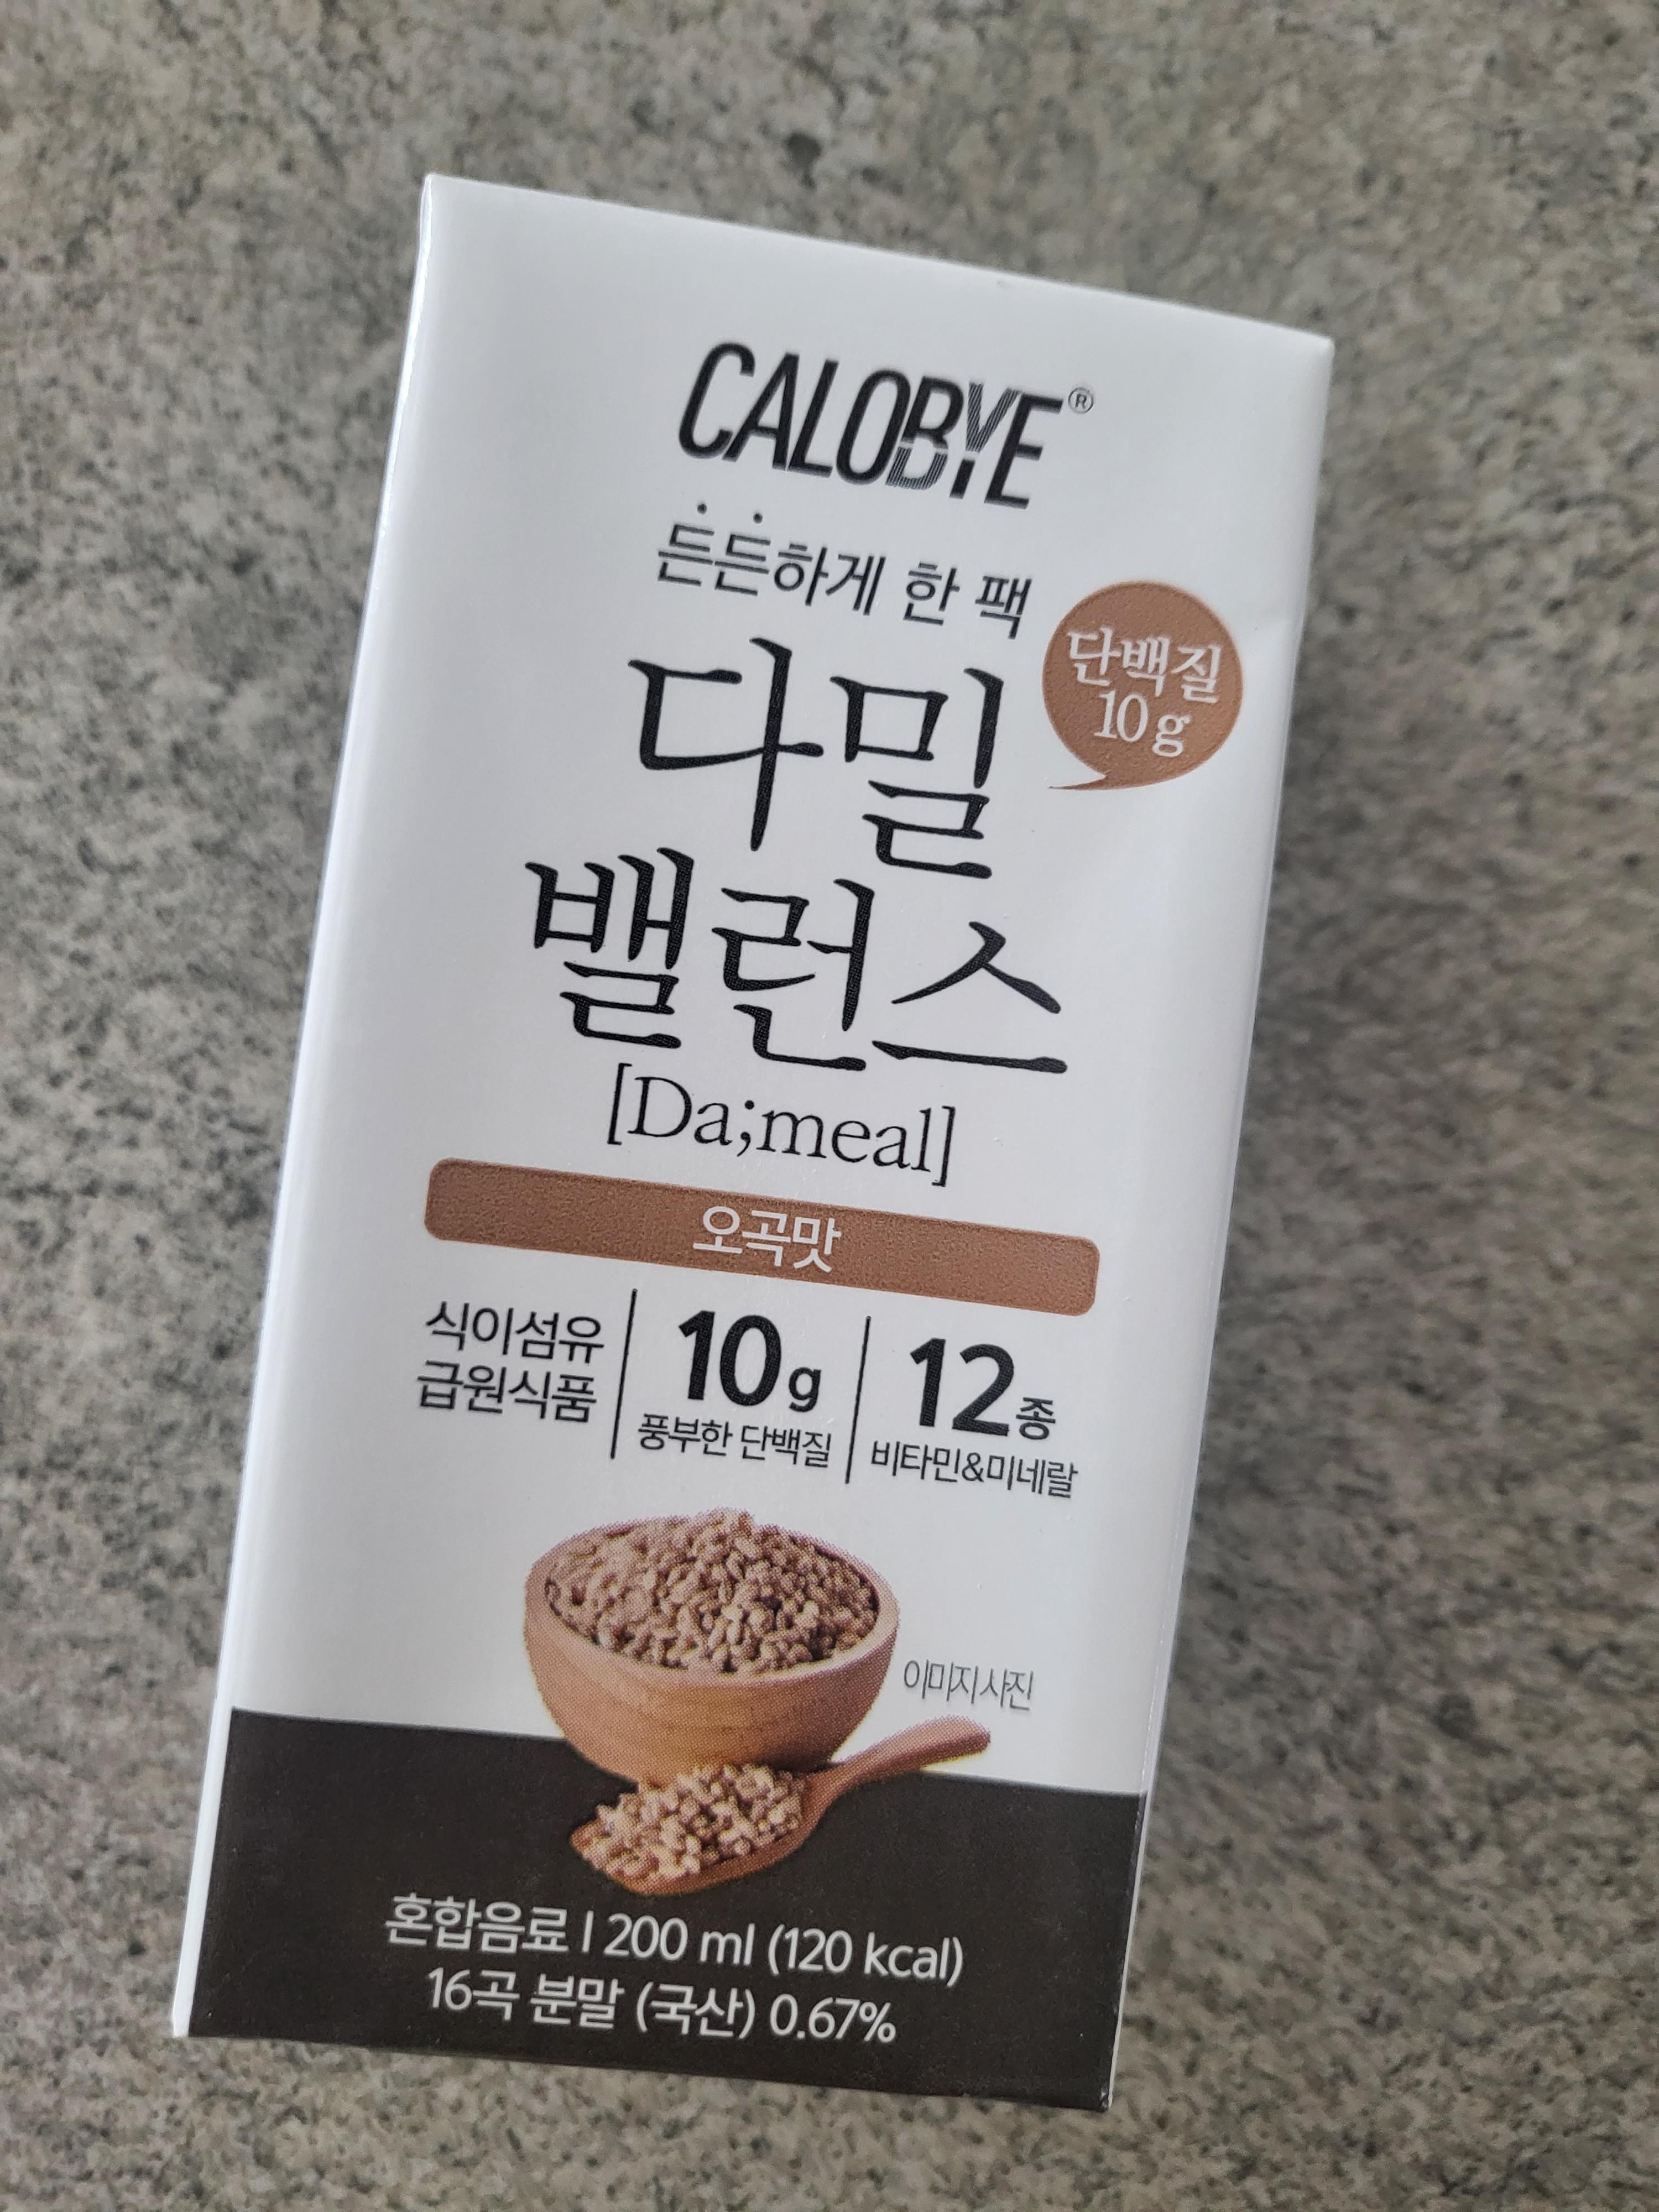 CALOBYE®
든든하게 한 팩
단백질
10g
다밀
밸런스
[Da;meal]
오곡맛
식이섬유
급원식품
10g
풍부한 단백질
12종
비타민&미네랄
이미지사진
혼합음료 l 200 ml (120 kcal)
16곡 분말 (국산) 0.67%